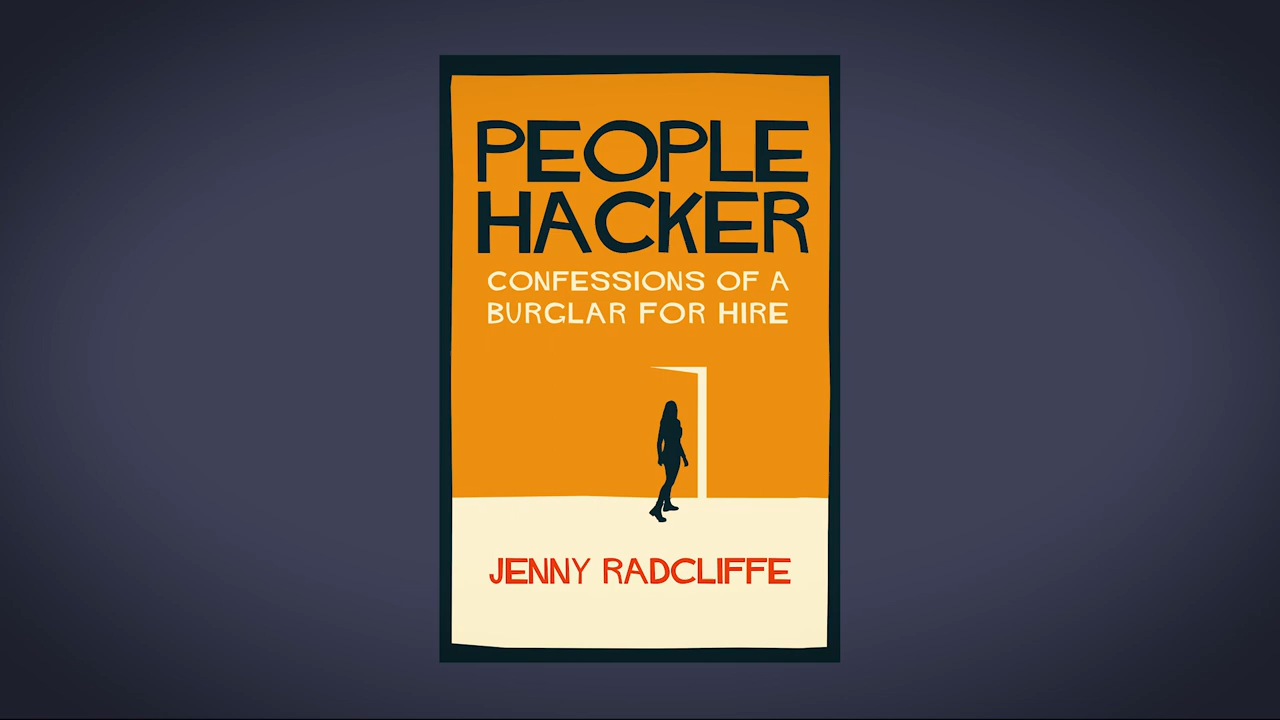 PEOPLE
HACKER
CONFESSIONS OF A
BURGLAR FOR HIRE
JENNY RADCLIFFE